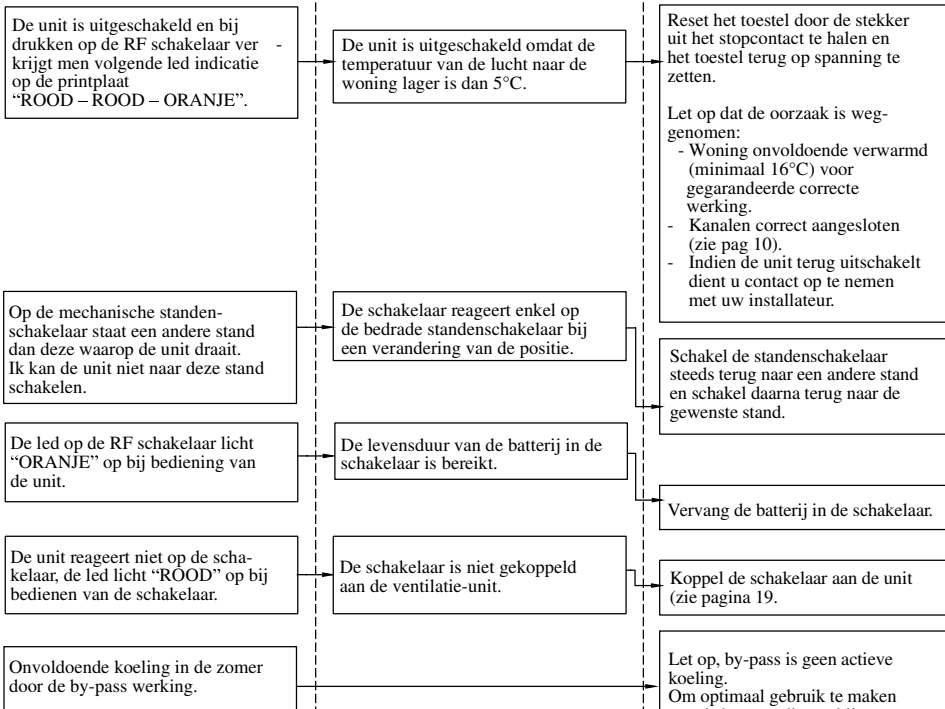 De unit is uitgeschakeld en bij
drukken op de RF schakelaar ver -
krijgt men volgende led indicatie
op de printplaat
“ROOD – ROOD – ORANJE”.
De unit is uitgeschakeld omdat de
temperatuur van de lucht naar de
woning lager is dan 5°C.
Reset het toestel door de stekker
uit het stopcontact te halen en
het toestel terug op spanning te
zetten.
Let op dat de oorzaak is weg-
genomen:
- Woning onvoldoende verwarmd
(minimaal 16°C) voor
gegarandeerde correcte
werking.
- Kanalen correct aangesloten
(zie pag 10).
- Indien de unit terug uitschakelt
dient u contact op te nemen
met uw installateur.
Op de mechanische standen-
schakelaar staat een andere stand
dan deze waarop de unit draait.
Ik kan de unit niet naar deze stand
schakelen.
De schakelaar reageert enkel op
de bedrade standenschakelaar bij
een verandering van de positie.
Schakel de standenschakelaar
steeds terug naar een andere stand
en schakel daarna terug naar de
gewenste stand.
De led op de RF schakelaar licht
“ORANJE” op bij bediening van
de unit.
De levensduur van de batterij in de
schakelaar is bereikt.
Vervang de batterij in de schakelaar.
De unit reageert niet op de scha-
kelaar, de led licht “ROOD” op bij
bedienen van de schakelaar.
De schakelaar is niet gekoppeld
aan de ventilatie-unit.
Koppel de schakelaar aan de unit
(zie pagina 19.
Onvoldoende koeling in de zomer
door de by-pass werking.
Let op, by-pass is geen actieve
koeling.
Om optimaal gebruik te maken